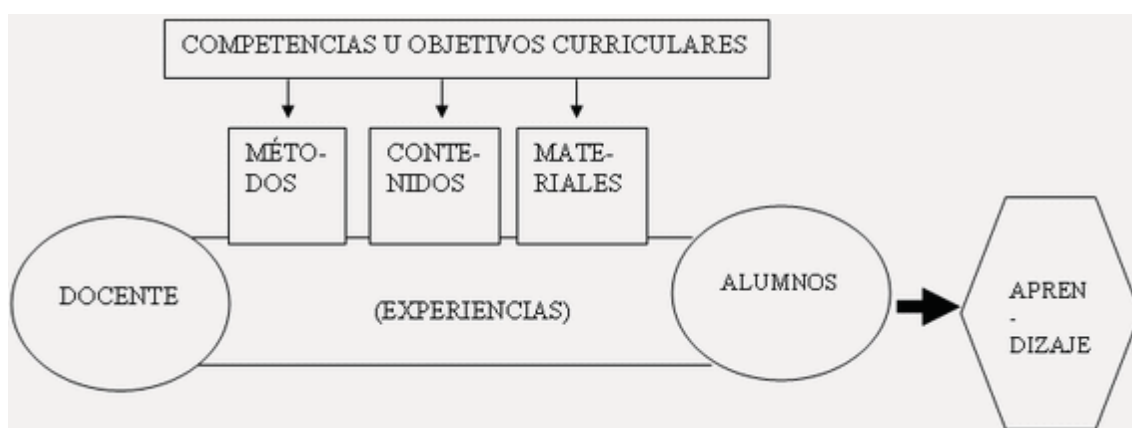 COMPETENCIAS U OBJETIVOS CURRICULARES
MÉTO-
DOS
CONTE-
NIDOS
MATE-
RIALES
DOCENTE
(EXPERIENCIAS)
ALUMNOS
APREN
-
DIZAJE